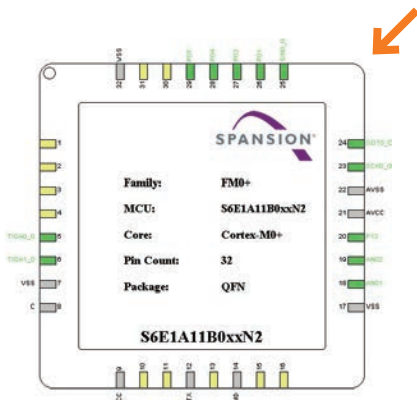 VSS
32 31 30 29 28 27 26 25
SPANSION
1
2
3
4
5
6
VSS 7
C 8
24
23
22 AVSS
21 AVCC
20
19
18
17 VSS
Family: FM0+
MCU: S6E1A11B0xxN2
Core: Cortex-M0+
Pin Count: 32
Package: QFN
S6E1A11B0xxN2
9 10 11 12 13 14 15 16